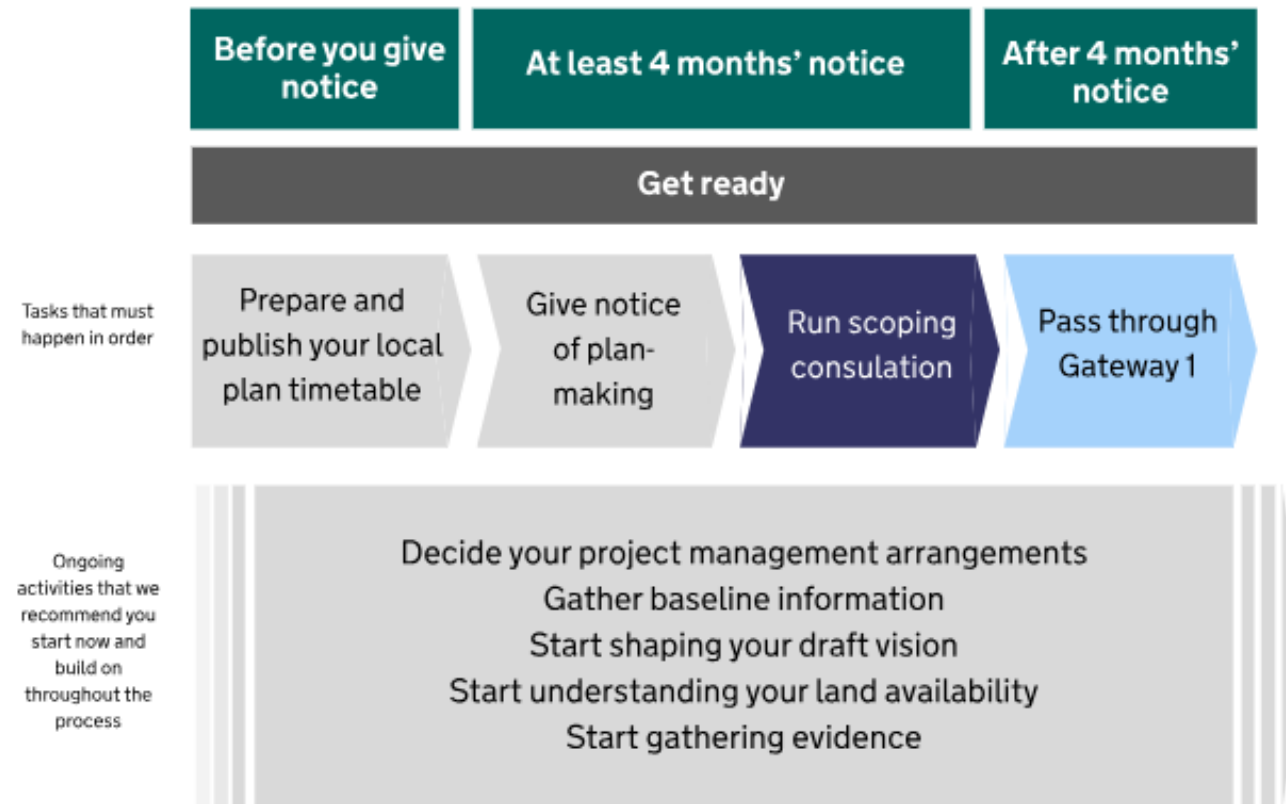 Before you give
notice
At least 4 months’ notice
After 4 months’
notice
Get ready
Tasks that must
happen in order
Prepare and
publish your local
plan timetable
Give notice
of plan-
making
Run scoping
consulation
Pass through
Gateway 1
Ongoing
activities that we
recommend you
start now and
build on
throughout the
process
Decide your project management arrangements
Gather baseline information
Start shaping your draft vision
Start understanding your land availability
Start gathering evidence